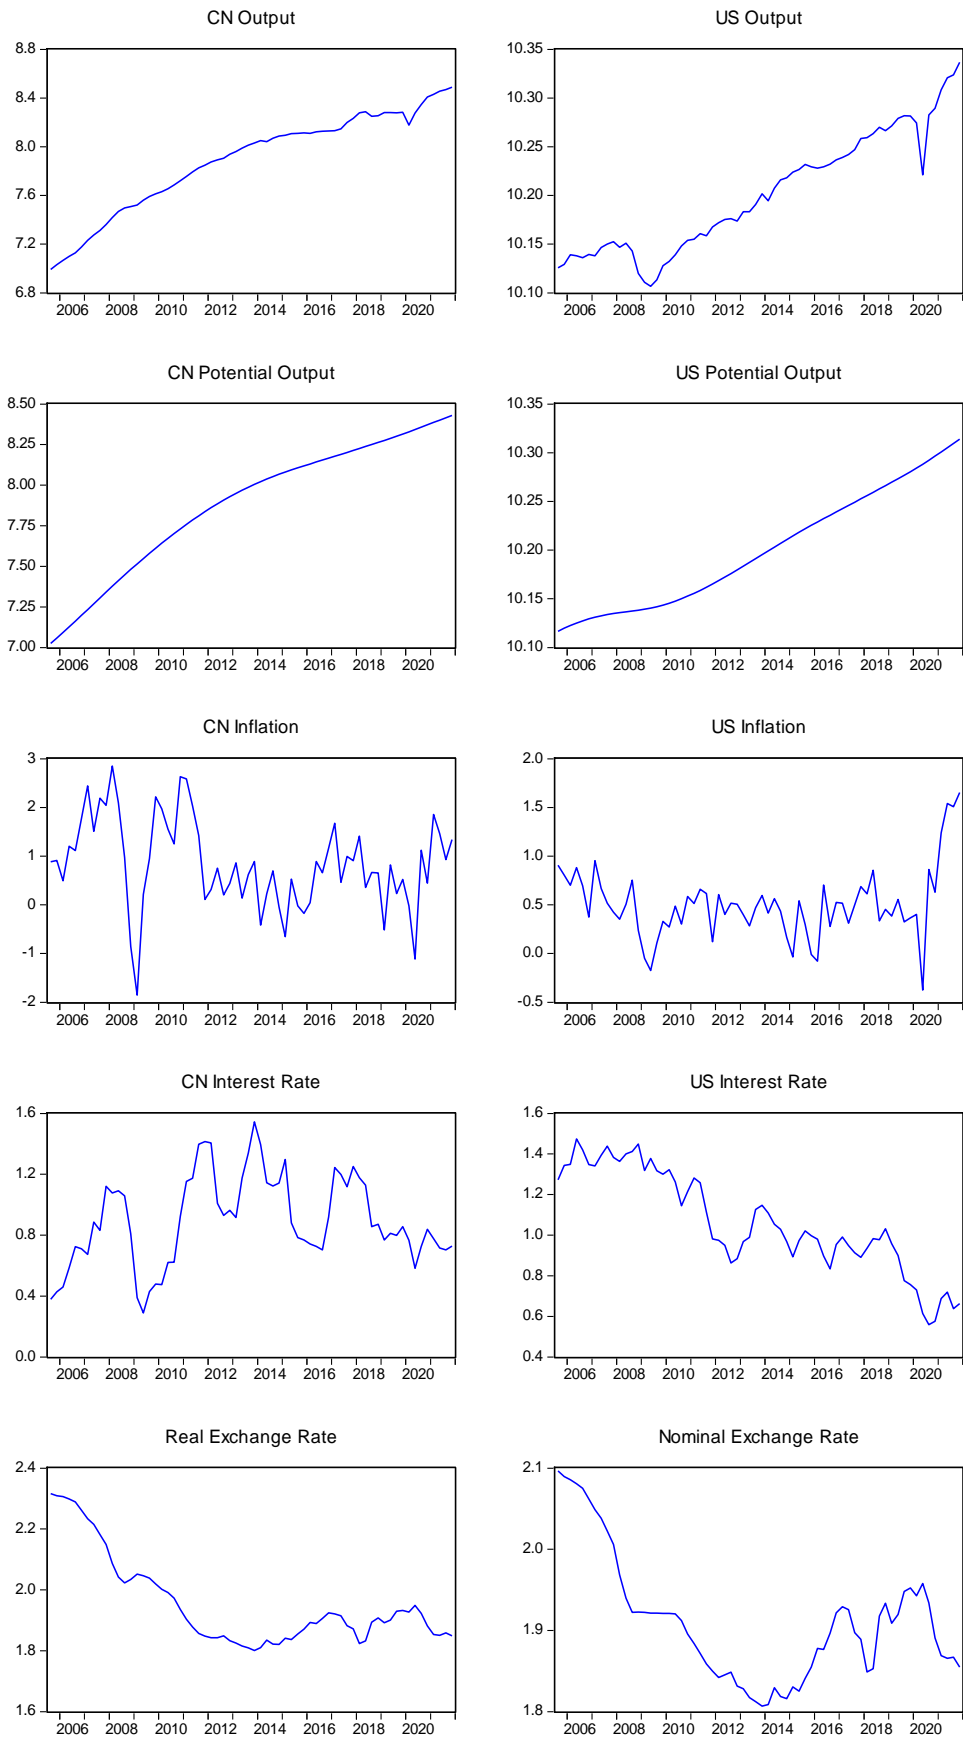 CN Output
US Output
8.8
8.4
8.0
7.6
7.2
6.8
2006 2008 2010 2012 2014 2016 2018 2020
10.35
10.30
10.25
10.20
10.15
10.10
2006 2008 2010 2012 2014 2016 2018 2020
CN Potential Output
US Potential Output
8.50
8.25
8.00
7.75
7.50
7.25
7.00
2006 2008 2010 2012 2014 2016 2018 2020
10.35
10.30
10.25
10.20
10.15
10.10
2006 2008 2010 2012 2014 2016 2018 2020
CN Inflation
US Inflation
3
2
1
0
-1
-2
2006 2008 2010 2012 2014 2016 2018 2020
2.0
1.5
1.0
0.5
0.0
-0.5
2006 2008 2010 2012 2014 2016 2018 2020
CN Interest Rate
US Interest Rate
1.6
1.2
0.8
0.4
0.0
2006 2008 2010 2012 2014 2016 2018 2020
1.6
1.4
1.2
1.0
0.8
0.6
0.4
2006 2008 2010 2012 2014 2016 2018 2020
Real Exchange Rate
Nominal Exchange Rate
2.4
2.2
2.0
1.8
1.6
2006 2008 2010 2012 2014 2016 2018 2020
2.1
2.0
1.9
1.8
2006 2008 2010 2012 2014 2016 2018 2020